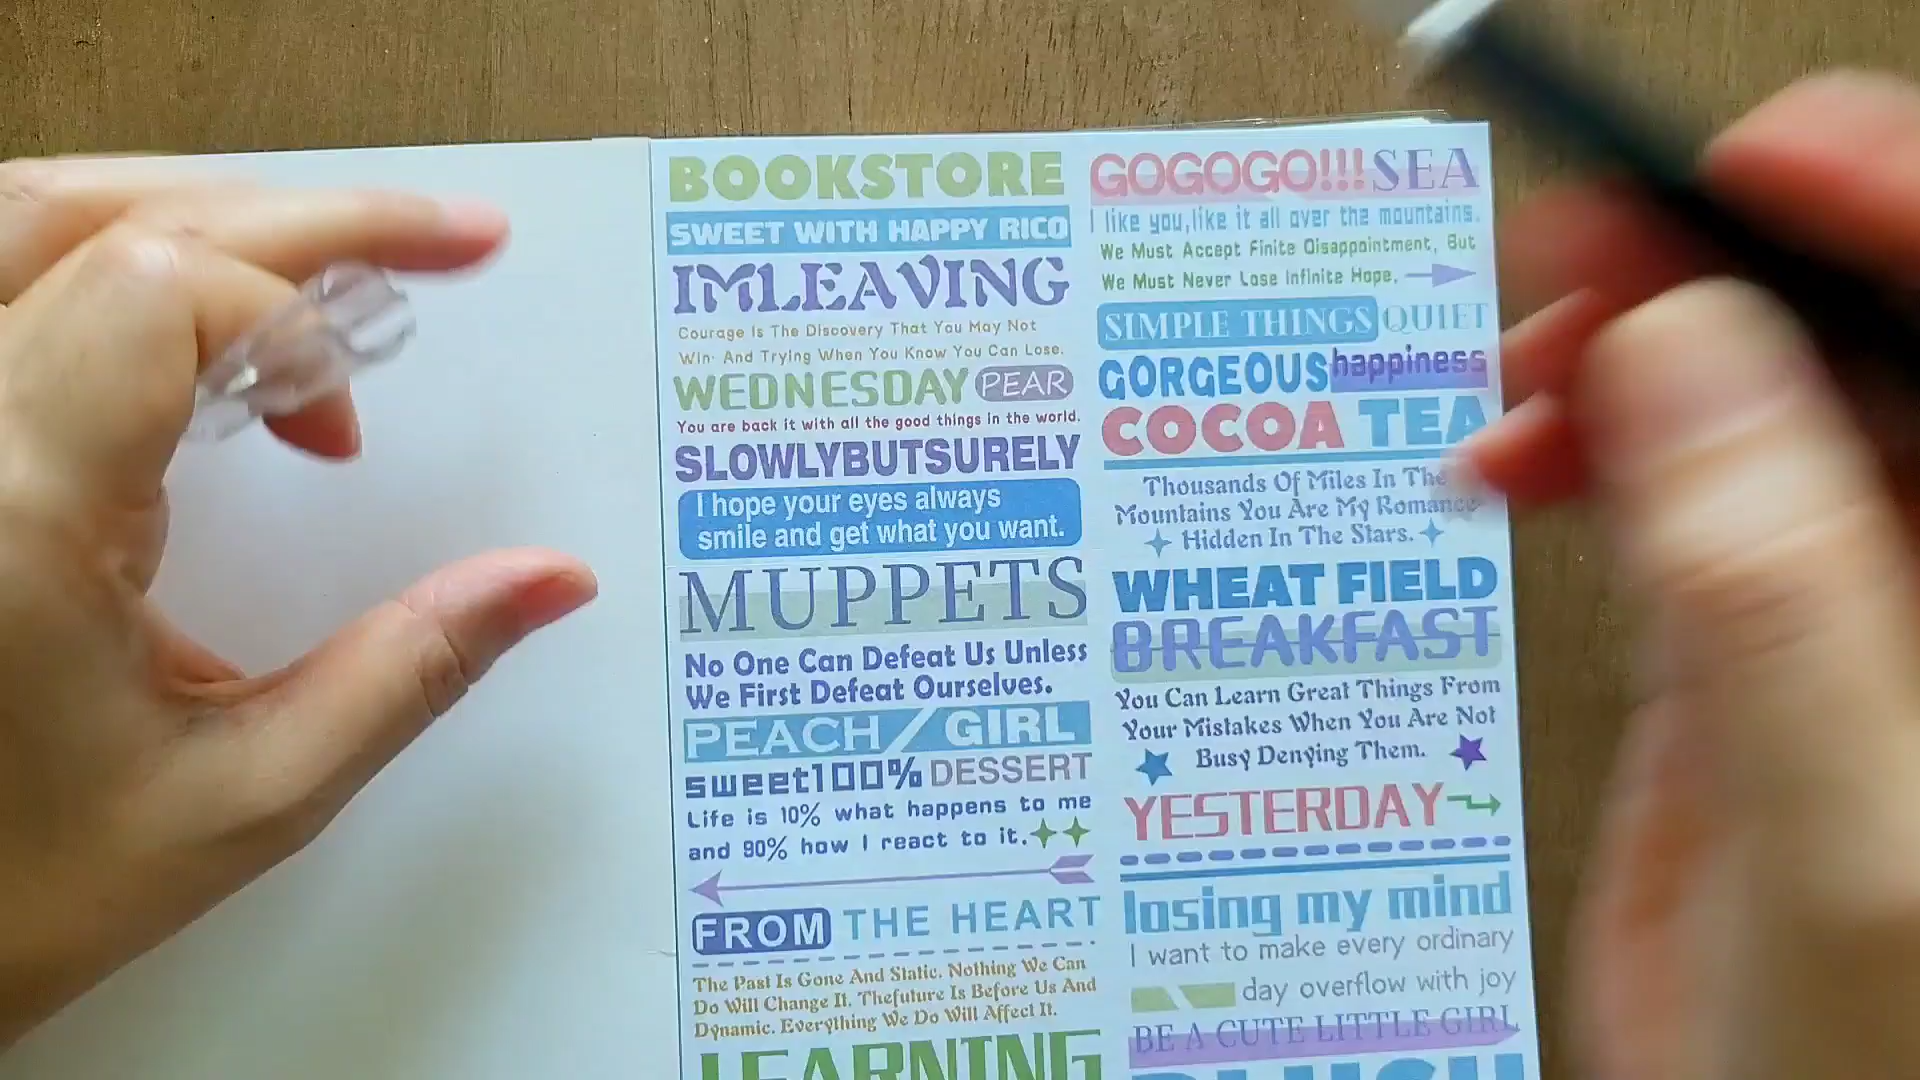 BOOKSTORE
SWEET WITH HAPPY RICO
IMLEAVING
Courage Is The Discovery That You May Not
Win· And Trying When You Know You Can Lose.
WEDNESDAY PEAR
You are back it with all the good things in the world.
SLOWLYBUTSURELY
I hope your eyes always
smile and get what you want.
MUPPETS
No One Can Defeat Us Unless
We First Defeat Ourselves.
PEACH/GIRL
sweet100% DESSERT
Life is 10% what happens to me
and 90% how I react to it.
FROM THE HEART
The Past Is Gone And Static. Nothing We Can
Do Will Change It. Thefuture Is Before Us And
Dynamic. Everything We Do Will Affect It.
LEARNING
GOGOGO!!! SEA
I like you,like it all over the mountains.
We Must Accept Finite Disappointment, But
We Must Never Lose Infinite Hope.
SIMPLE THINGS QUIET
GORGEOUS happiness
COCOA TEA
Thousands Of Miles In The
Mountains You Are My Romance
Hidden In The Stars.
WHEAT FIELD
BREAKFAST
You Can Learn Great Things From
Your Mistakes When You Are Not
Busy Denying Them.
YESTERDAY
losing my mind
I want to make every ordinary
day overflow with joy
BE A CUTE LITTLE GIRL